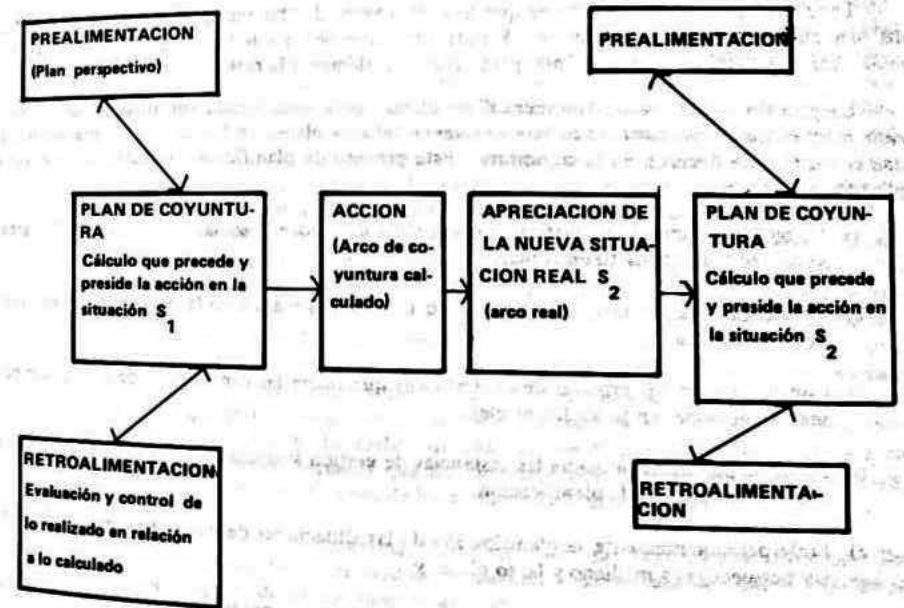 PREALIMENTACION
(Plan perspectivo)
PREALIMENTACION
PLAN DE COYUNTU-
RA
Cálculo que precede y
preside la acción en la
situación S
1
ACCION
(Arco de co-
yuntura cal-
culado)
APRECIACION DE
LA NUEVA SITUA-
CION REAL S
2
(arco real)
PLAN DE COYUN-
TURA
Cálculo que precede
y preside la acción en
la situación S
2
RETROALIMENTACION
Evaluación y control de
lo realizado en relación
a lo calculado
RETROALIMENTA-
CION